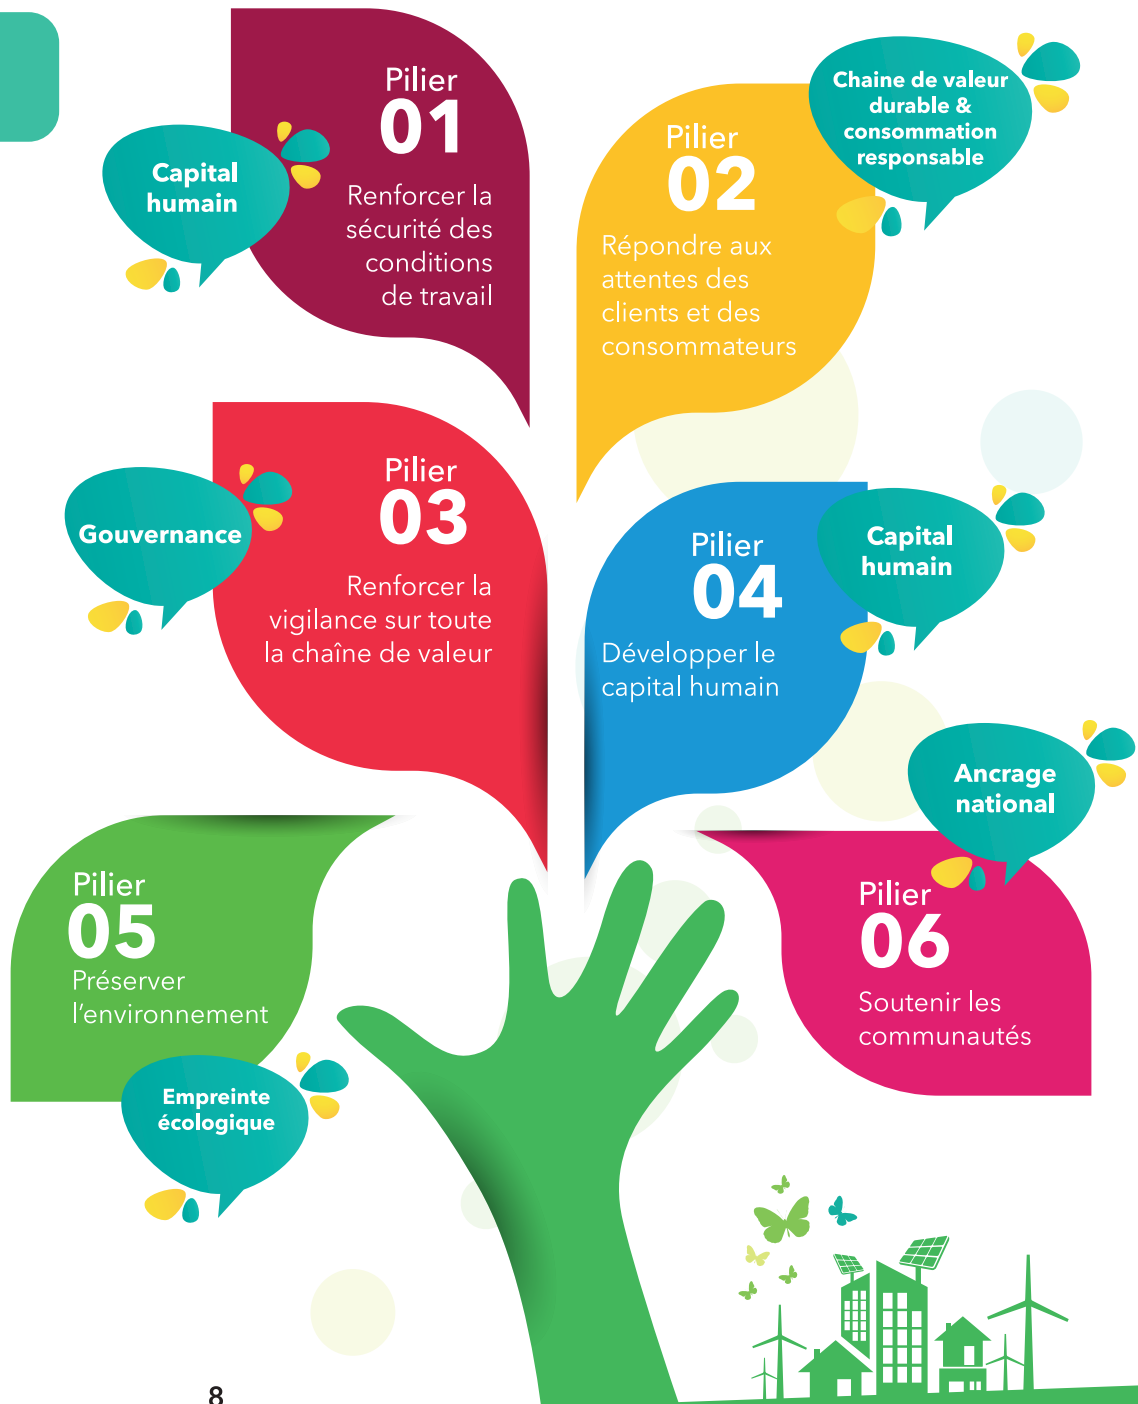 Pilier
01
Renforcer la
sécurité des
conditions
de travail
Capital
humain
Pilier
02
Répondre aux
attentes des
clients et des
consommateurs
Chaine de valeur
durable &
consommation
responsable
Pilier
03
Renforcer la
vigilance sur toute
la chaîne de valeur
Gouvernance
Pilier
04
Développer le
capital humain
Capital
humain
Pilier
05
Préserver
l’environnement
Empreinte
écologique
Pilier
06
Soutenir les
communautés
Ancrage
national
8